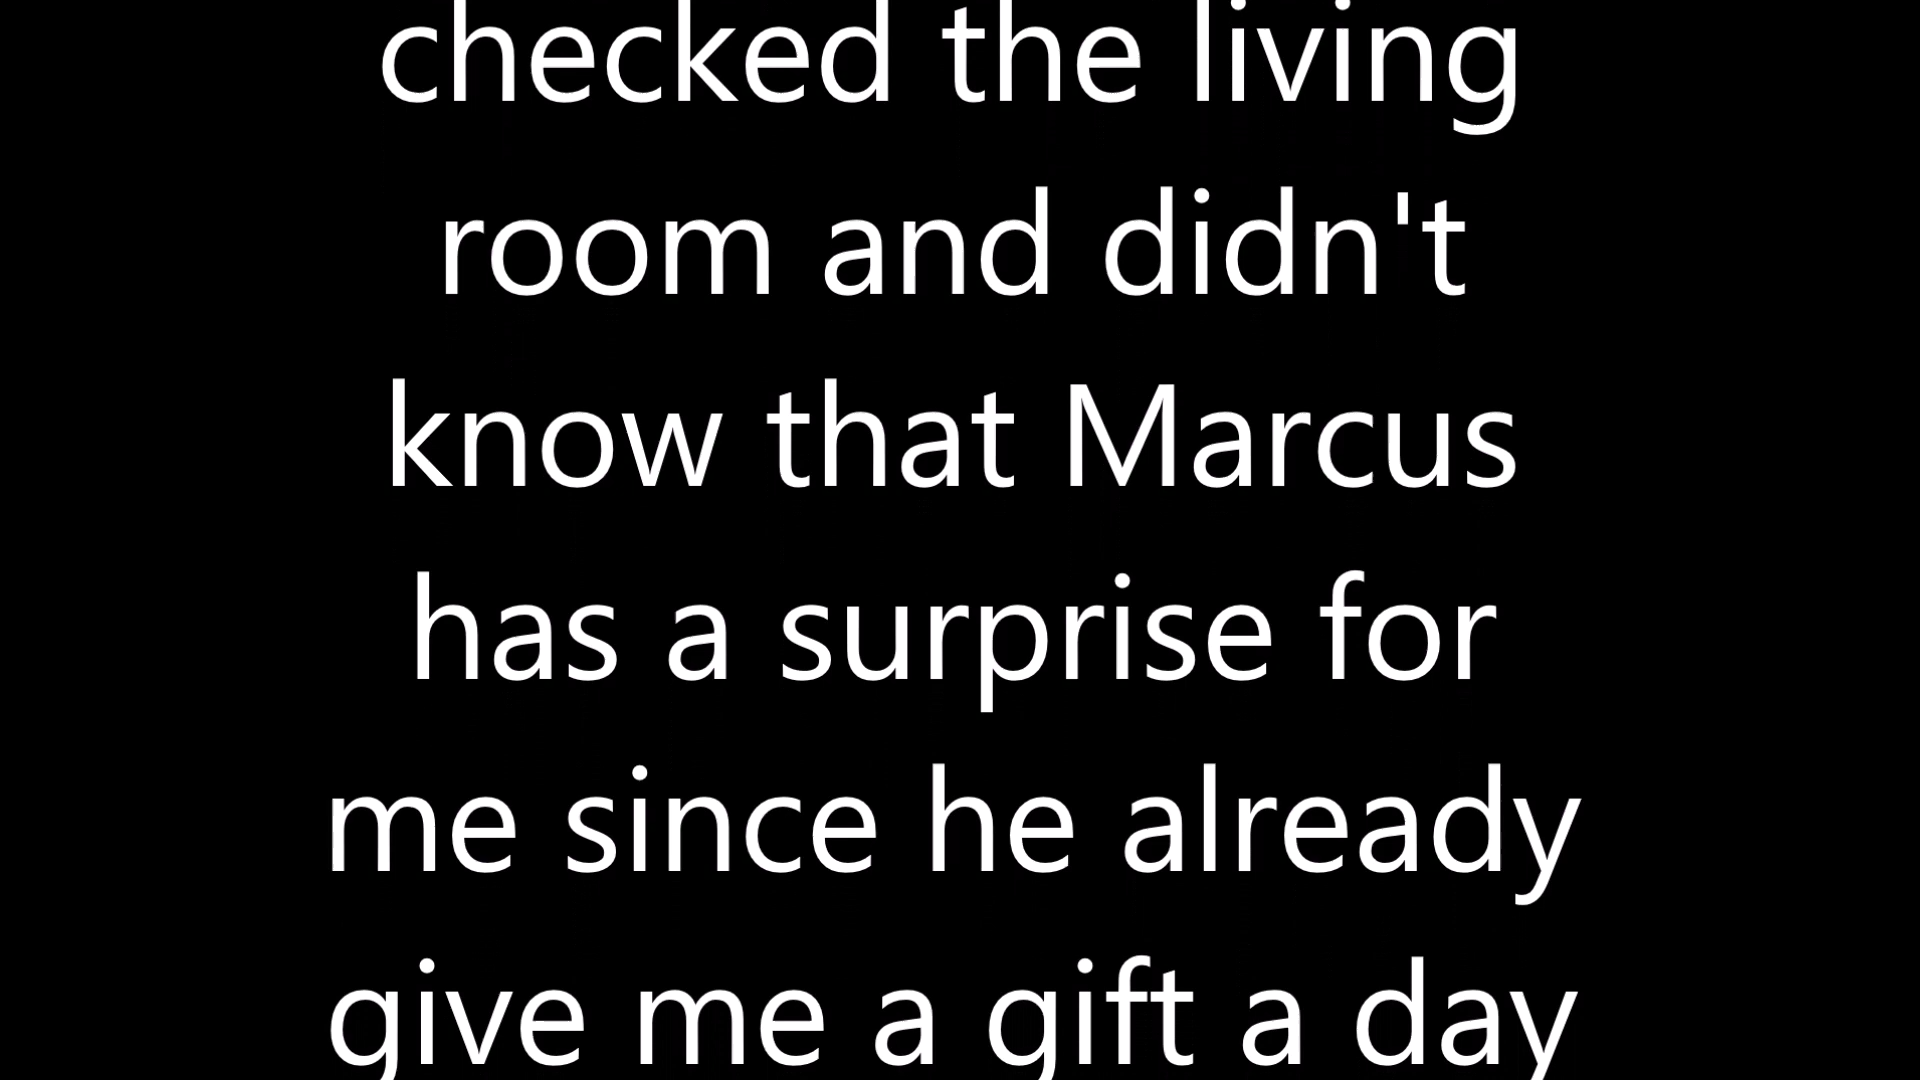 checked the living
room and didn't
know that Marcus
has a surprise for
me since he already
give me a gift a day